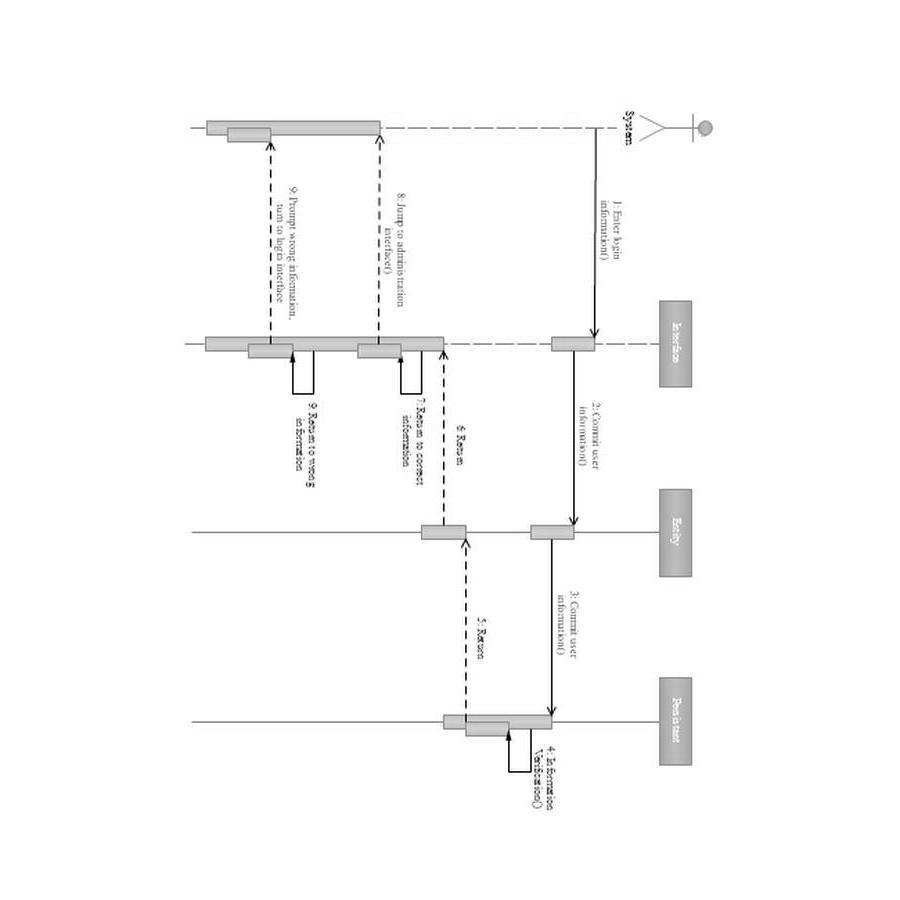 System
Interface
Entity
Persistant
1: Enter login
information()
2: Commit user
information()
3: Commit user
information()
4: Information
Verification()
5: Return
6: Return
7: Return to correct
information
8: Jump to administration
interface()
9: Return to wrong
information
9: Prompt wrong information,
turn to login interface